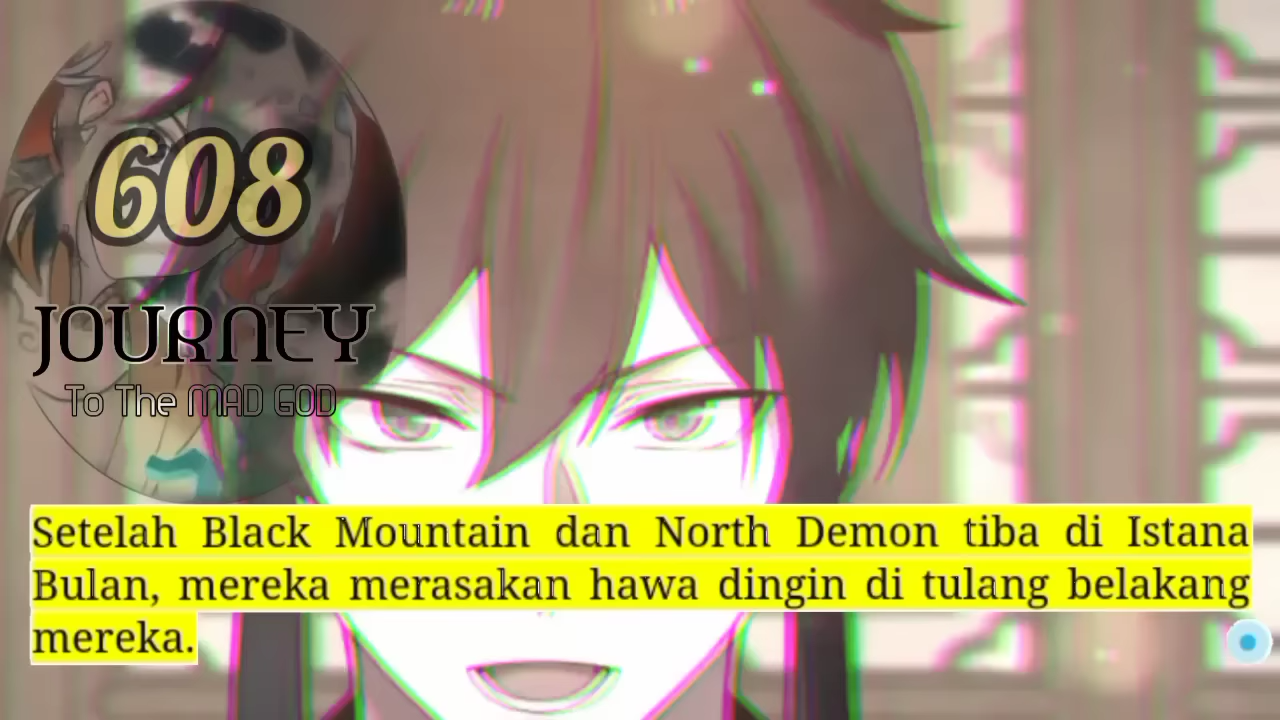 608
JOURNEY
To The MAD GOD
Setelah Black Mountain dan North Demon tiba di Istana
Bulan, mereka merasakan hawa dingin di tulang belakang
mereka.